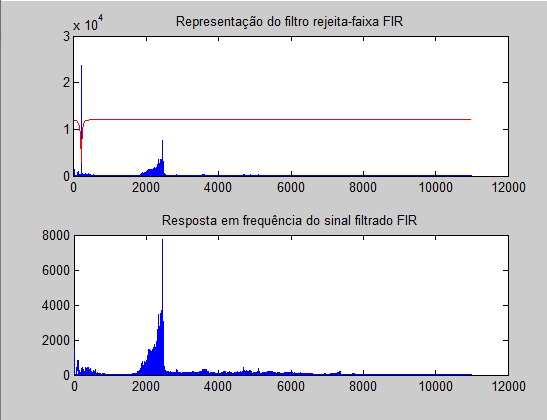 Representação do filtro rejeita-faixa FIR
x 10^4
3
2
1
0
0 2000 4000 6000 8000 10000 12000
Resposta em frequência do sinal filtrado FIR
8000
6000
4000
2000
0
0 2000 4000 6000 8000 10000 12000